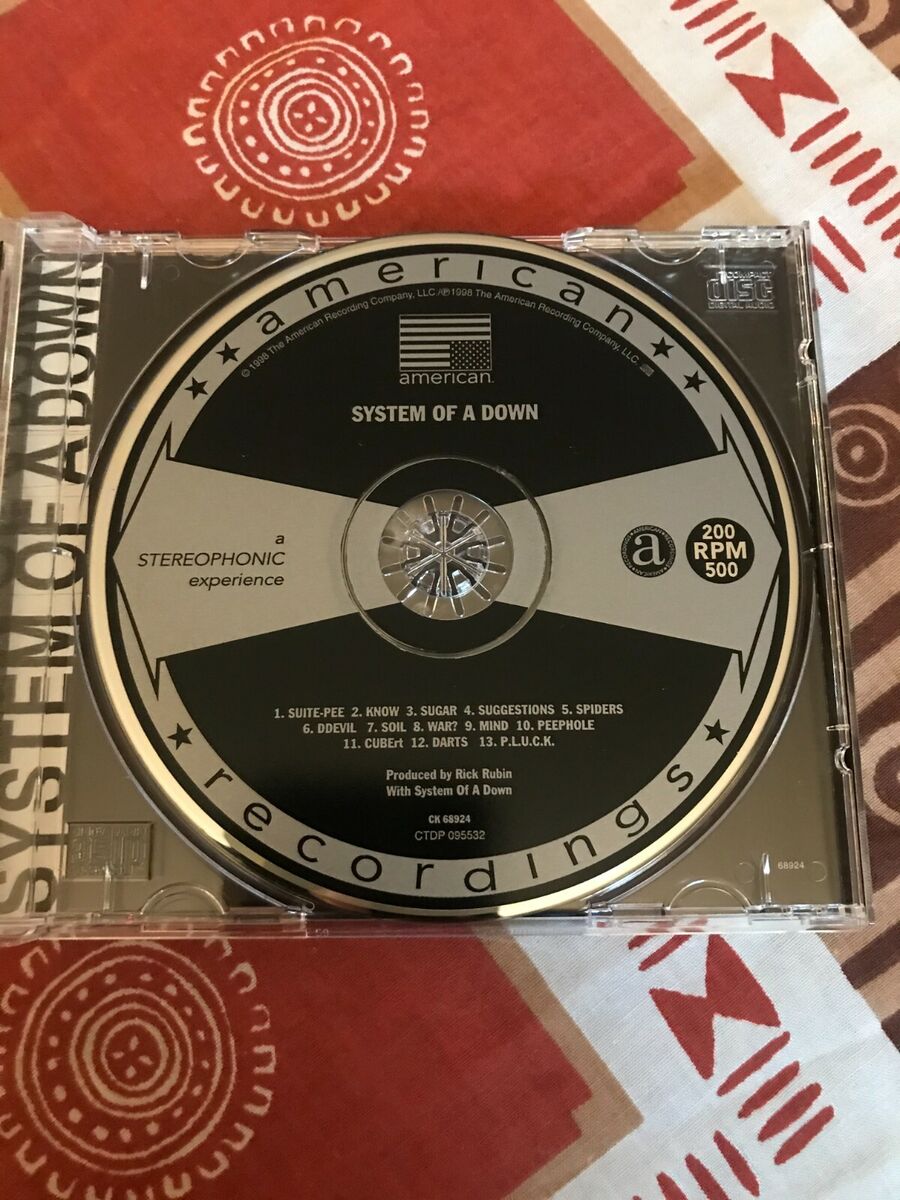 SYSTEM OF A DOWN
american
© 1998 The American Recording Company, LLC./℗ 1998 The American Recording Company, LLC.
COMPACT
DISC
DIGITAL AUDIO
american
SYSTEM OF A DOWN
a
STEREOPHONIC
experience
a
200
RPM
500
1. SUITE-PEE 2. KNOW 3. SUGAR 4. SUGGESTIONS 5. SPIDERS
6. DDEVIL 7. SOIL 8. WAR? 9. MIND 10. PEEPHOLE
11. CUBErt 12. DARTS 13. P.L.U.C.K.
Produced by Rick Rubin
With System Of A Down
CK 68924
CTDP 095532
recordings
68924